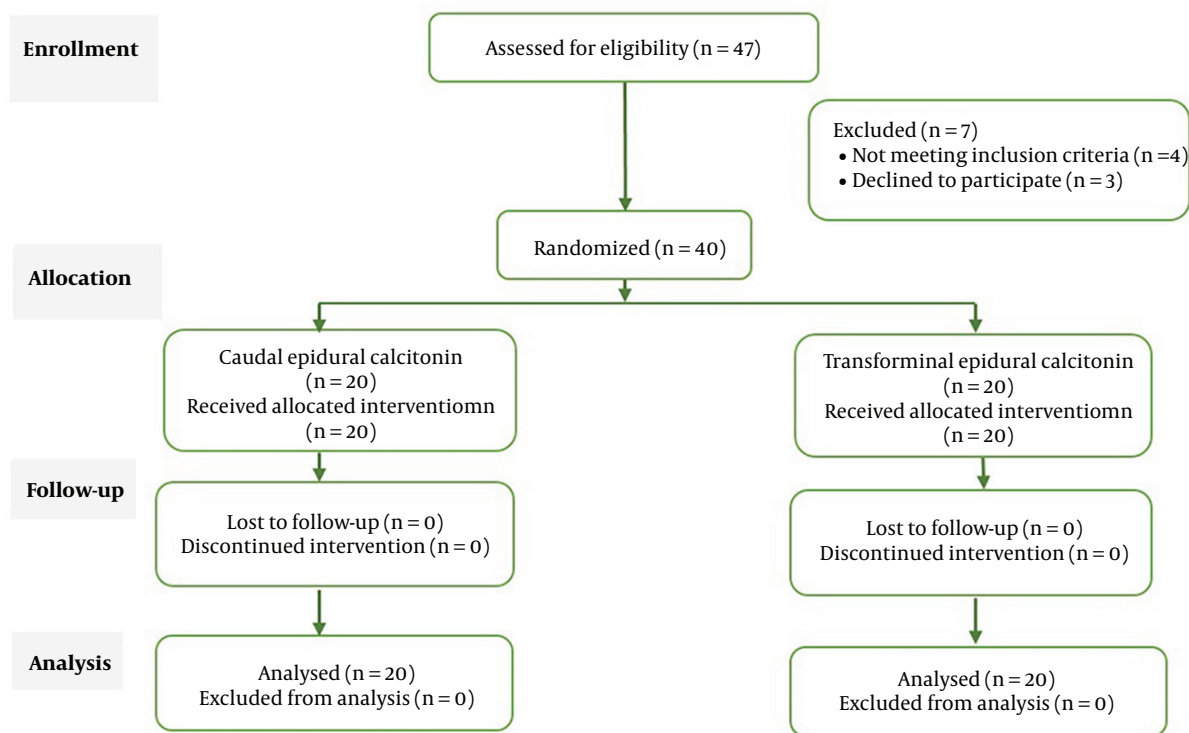 Enrollment
Assessed for eligibility (n = 47)
Excluded (n = 7)
• Not meeting inclusion criteria (n =4)
• Declined to participate (n = 3)
Randomized (n = 40)
Allocation
Caudal epidural calcitonin
(n = 20)
Received allocated interventiomn
(n = 20)
Transforminal epidural calcitonin
(n = 20)
Received allocated interventiomn
(n = 20)
Follow-up
Lost to follow-up (n = 0)
Discontinued intervention (n = 0)
Lost to follow-up (n = 0)
Discontinued intervention (n = 0)
Analysis
Analysed (n = 20)
Excluded from analysis (n = 0)
Analysed (n = 20)
Excluded from analysis (n = 0)